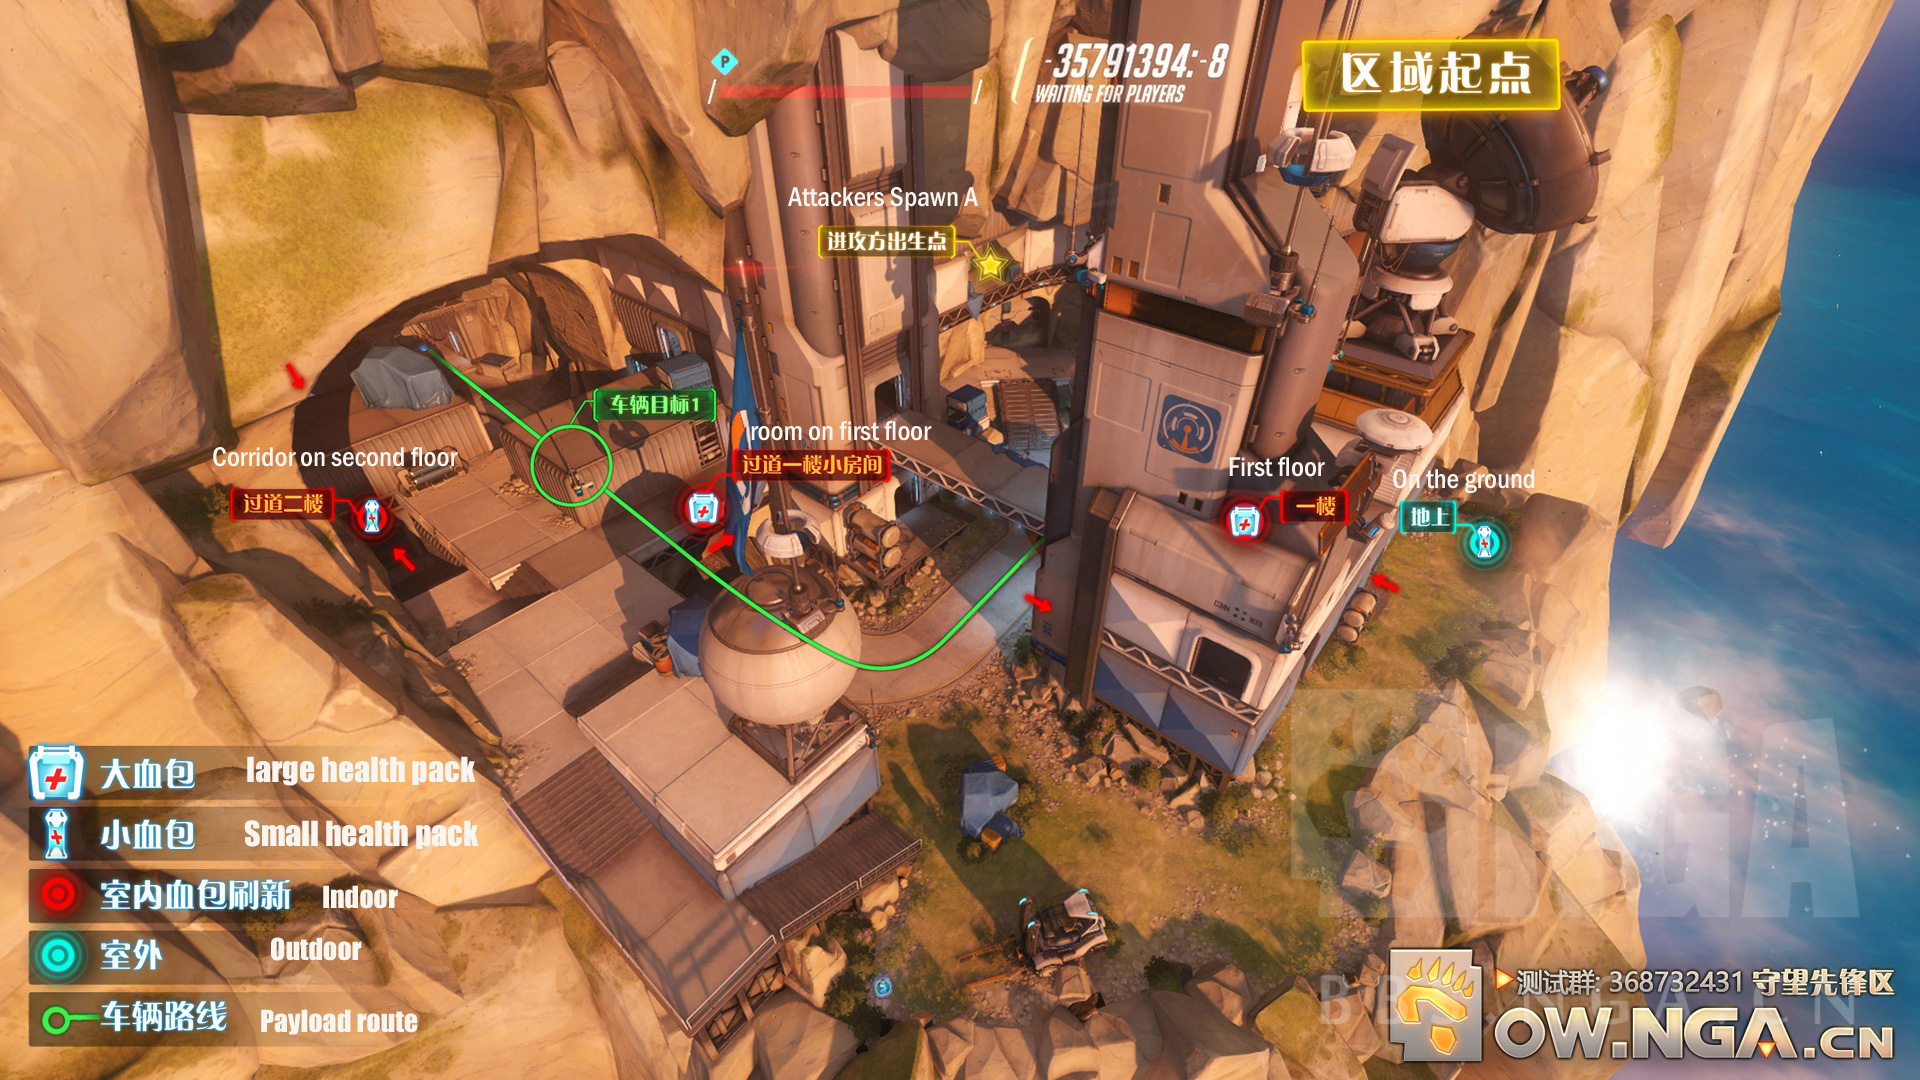 P
-35791394:-8
WAITING FOR PLAYERS
区域起点
Attackers Spawn A
进攻方出生点
车辆目标1
room on first floor
过道一楼小房间
Corridor on second floor
过道二楼
First floor
一楼
On the ground
地上
大血包 large health pack
小血包 Small health pack
室内血包刷新 Indoor
室外 Outdoor
车辆路线 Payload route
测试群: 368732431 守望先锋区
BBS.NGA.CN
OW.NGA.CN